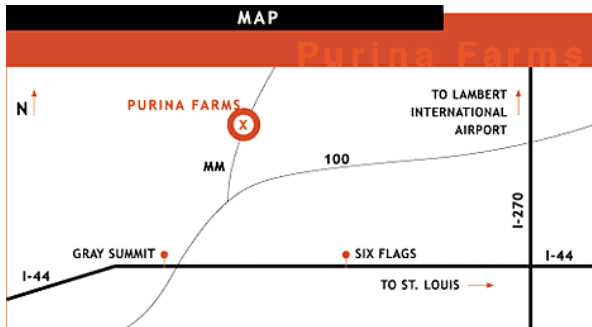 MAP
Purina Farms
N
PURINA FARMS
X
TO LAMBERT
INTERNATIONAL
AIRPORT
MM
100
I-270
GRAY SUMMIT
SIX FLAGS
I-44
I-44
TO ST. LOUIS